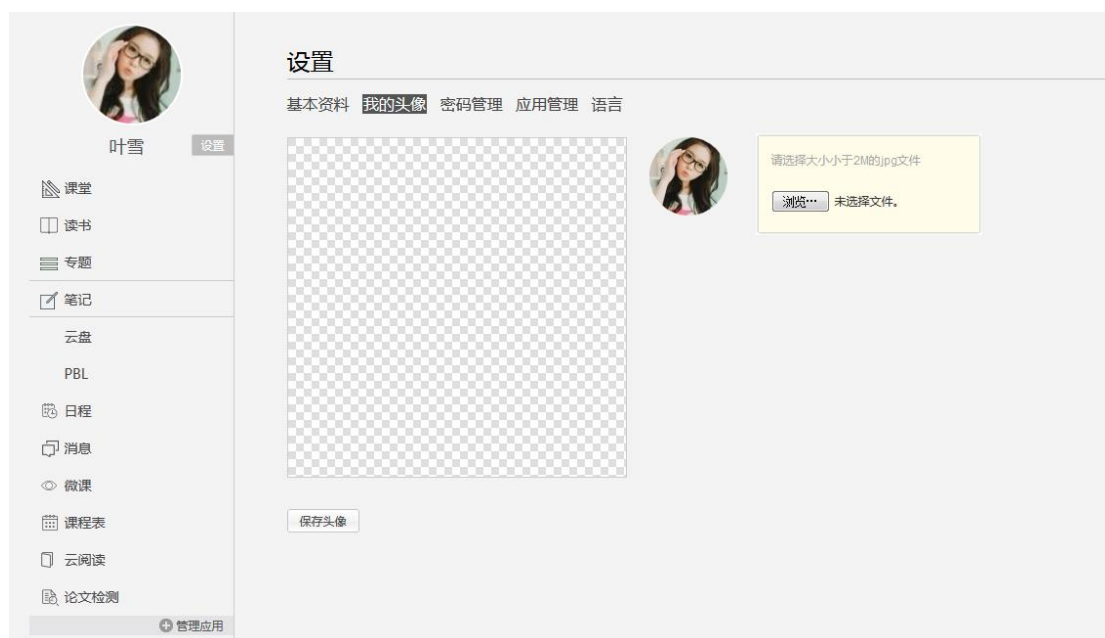 叶雪
设置
课堂
读书
专题
笔记
云盘
PBL
日程
消息
微课
课程表
云阅读
论文检测
管理应用
设置
基本资料 我的头像 密码管理 应用管理 语言
请选择大小小于2M的jpg文件
浏览… 未选择文件。
保存头像